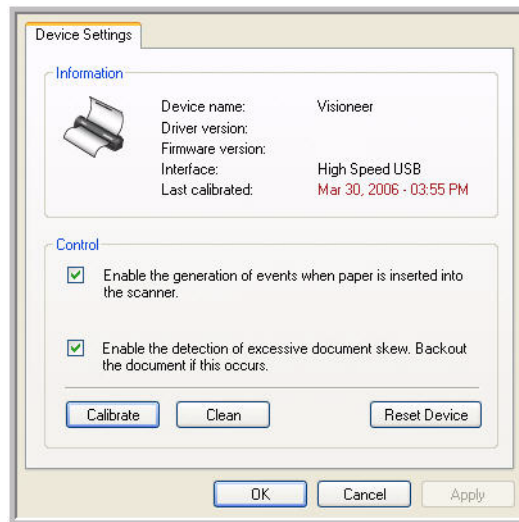 Device Settings
Information
Device name: Visioneer
Driver version:
Firmware version:
Interface: High Speed USB
Last calibrated: Mar 30, 2006 - 03:55 PM
Control
Enable the generation of events when paper is inserted into
the scanner.
Enable the detection of excessive document skew. Backout
the document if this occurs.
Calibrate Clean Reset Device
OK Cancel Apply